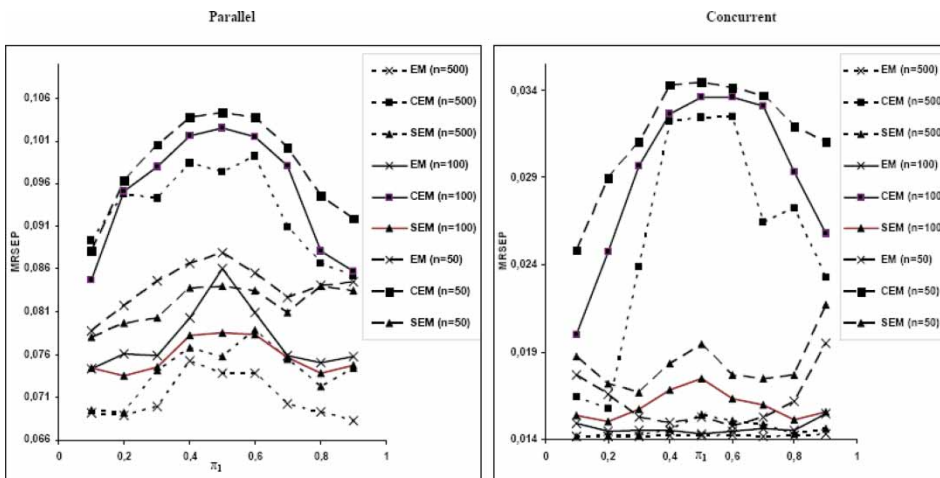 Parallel
MRSEP
0,106
0,101
0,096
0,091
0,086
0,081
0,076
0,071
0,066
0
0,2
0,4
0,6
0,8
1
π1
EM (n=500)
CEM (n=500)
SEM (n=500)
EM (n=100)
CEM (n=100)
SEM (n=100)
EM (n=50)
CEM (n=50)
SEM (n=50)
Concurrent
MRSEP
0,034
0,029
0,024
0,019
0,014
0
0,2
0,4
π1
0,6
0,8
1
EM (n=500)
CEM (n=500)
SEM (n=500)
EM (n=100)
CEM (n=100)
SEM (n=100)
EM (n=50)
CEM (n=50)
SEM (n=50)